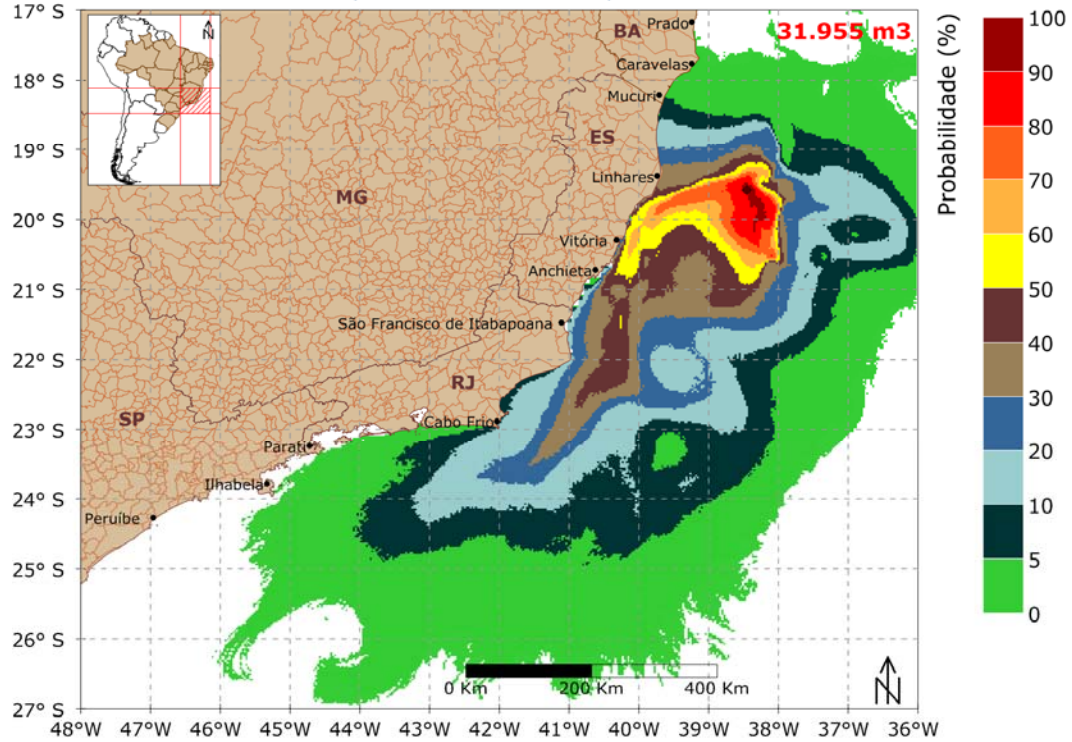 17° S
18° S
19° S
20° S
21° S
22° S
23° S
24° S
25° S
26° S
27° S
48°W
47°W
46°W
45°W
44°W
43°W
42°W
41°W
40°W
39°W
38°W
37°W
36°W
N
BA
Prado
31.955 m3
Caravelas
Mucuri
ES
Linhares
MG
Vitória
Anchieta
São Francisco de Itabapoana
RJ
Cabo Frio
SP
Parati
Ilhabela
Peruíbe
0 Km
200 Km
400 Km
N
Probabilidade (%)
100
90
80
70
60
50
40
30
20
10
5
0